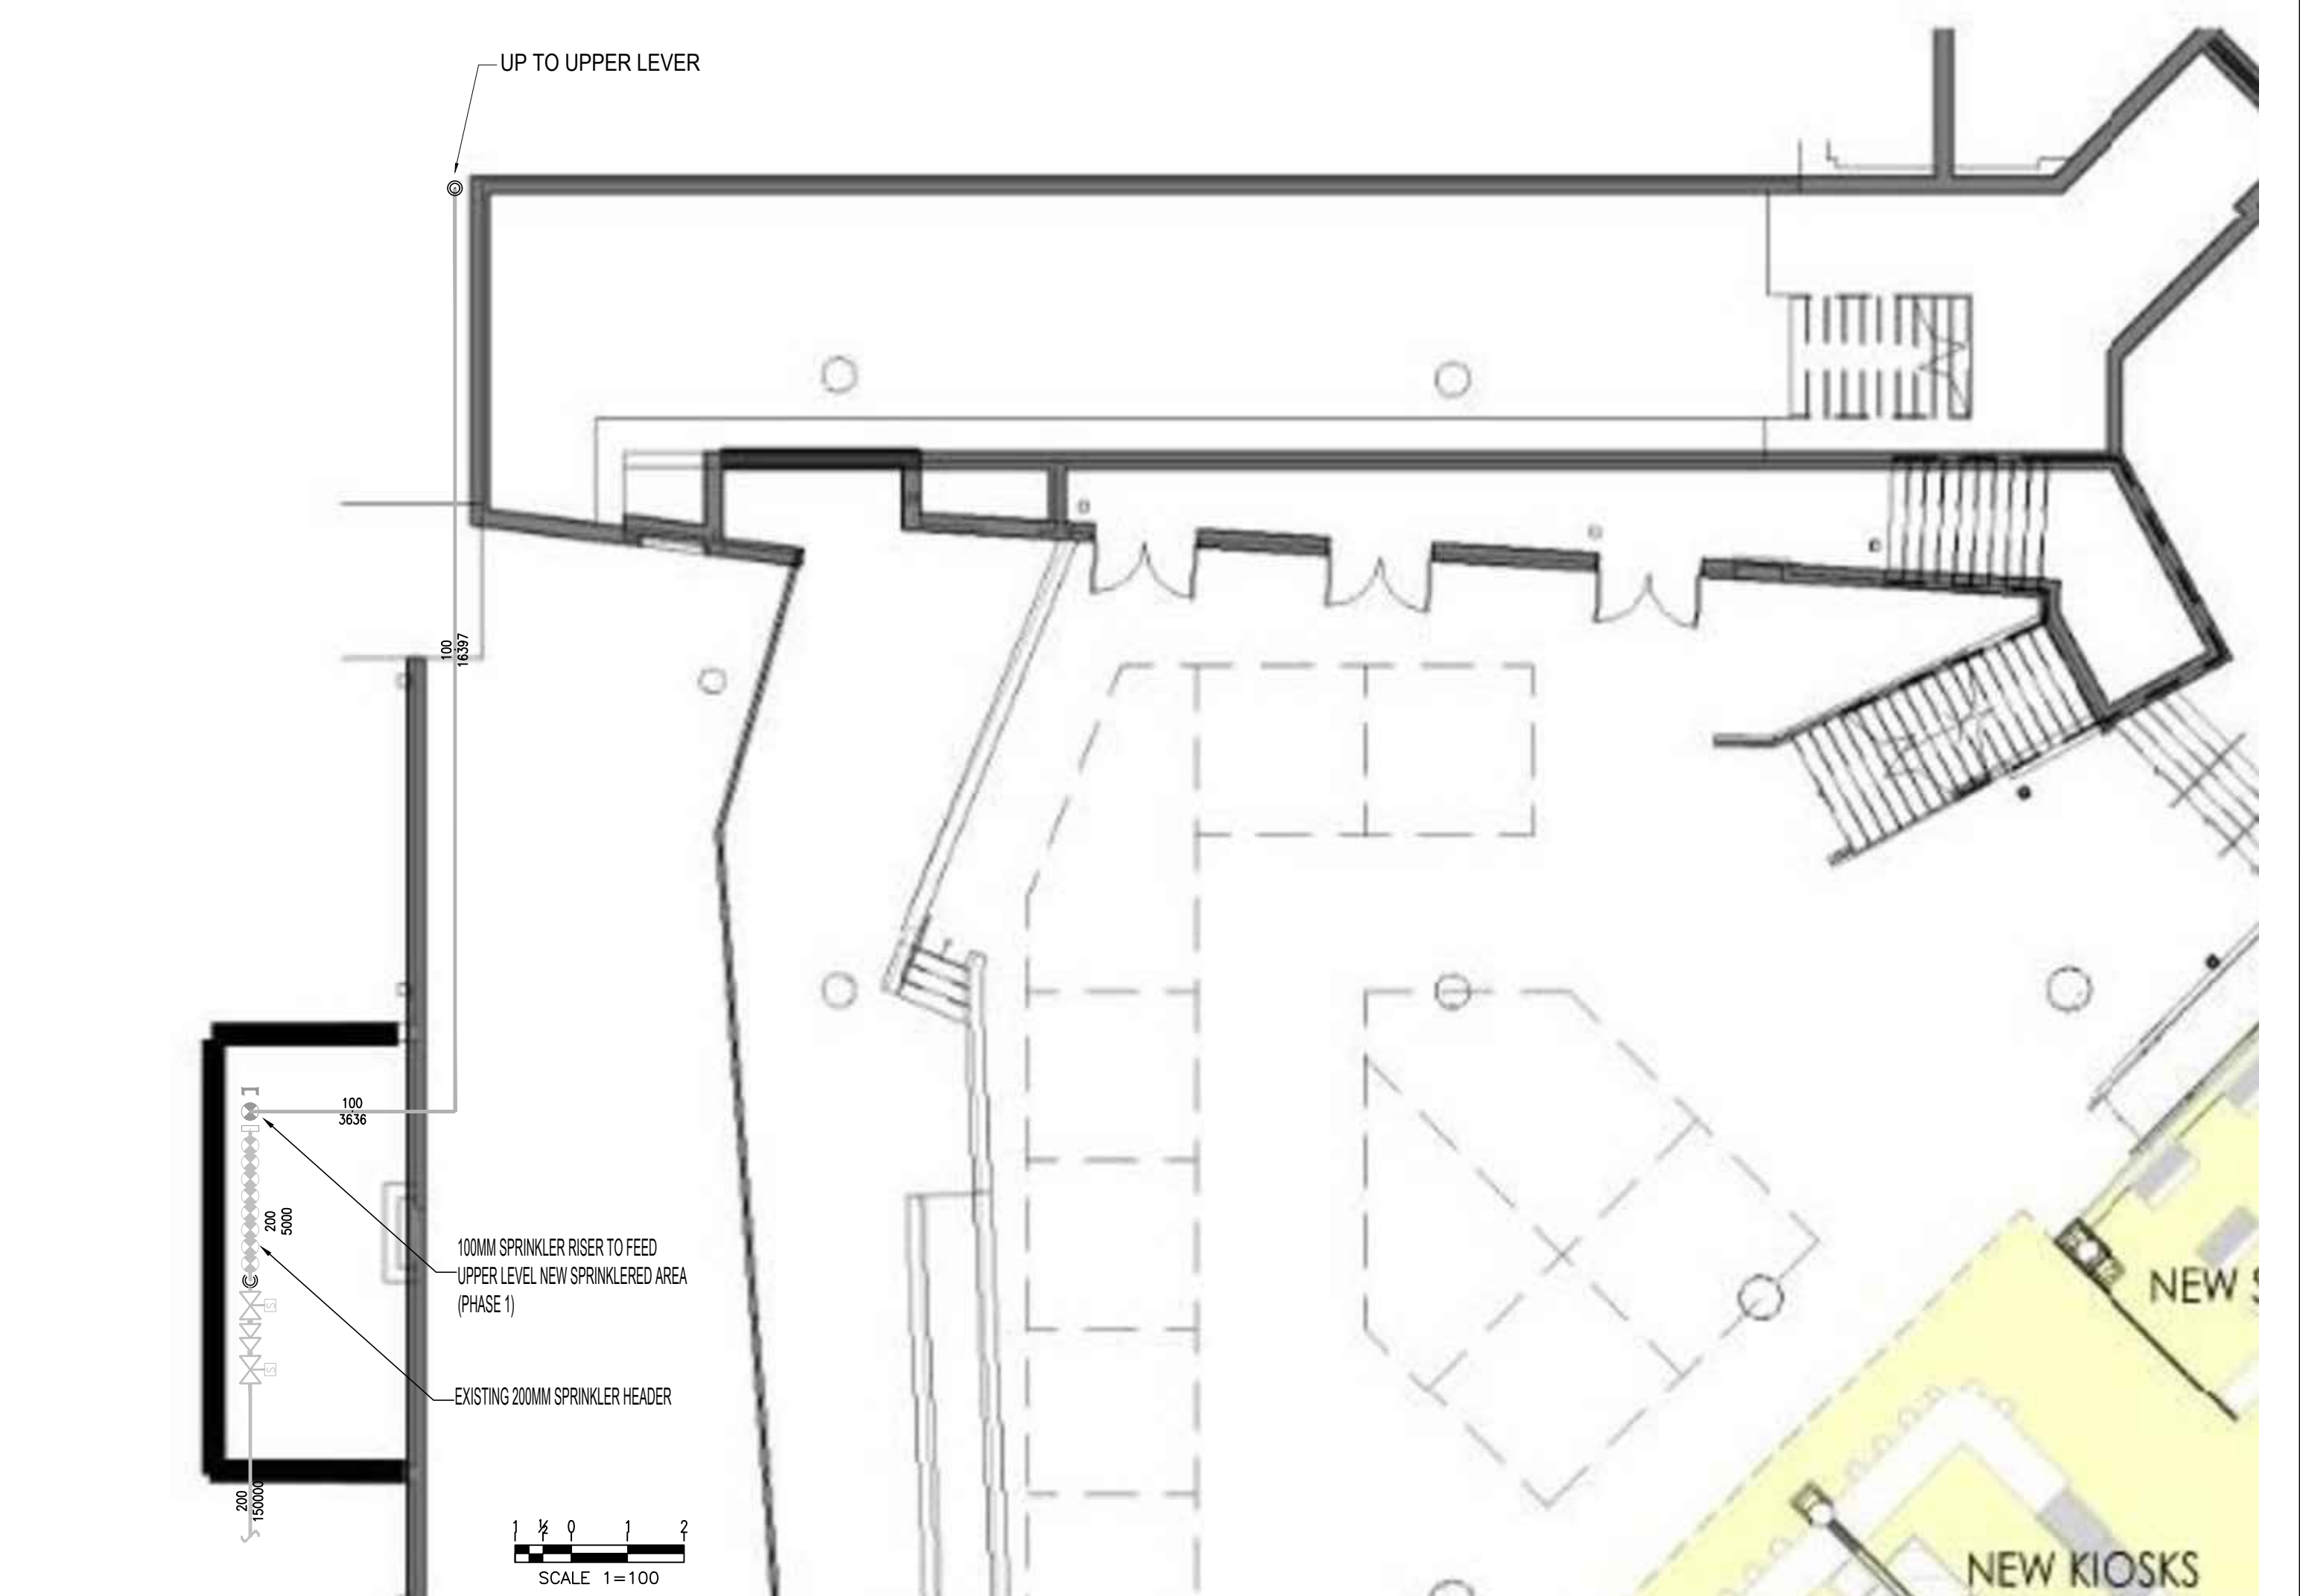 UP TO UPPER LEVER
100
16397
100
3636
200
5000
100MM SPRINKLER RISER TO FEED
UPPER LEVEL NEW SPRINKLERED AREA
(PHASE 1)
S
NEW S
S
EXISTING 200MM SPRINKLER HEADER
200
150000
1 ½ 0 1 2
SCALE 1=100
NEW KIOSKS